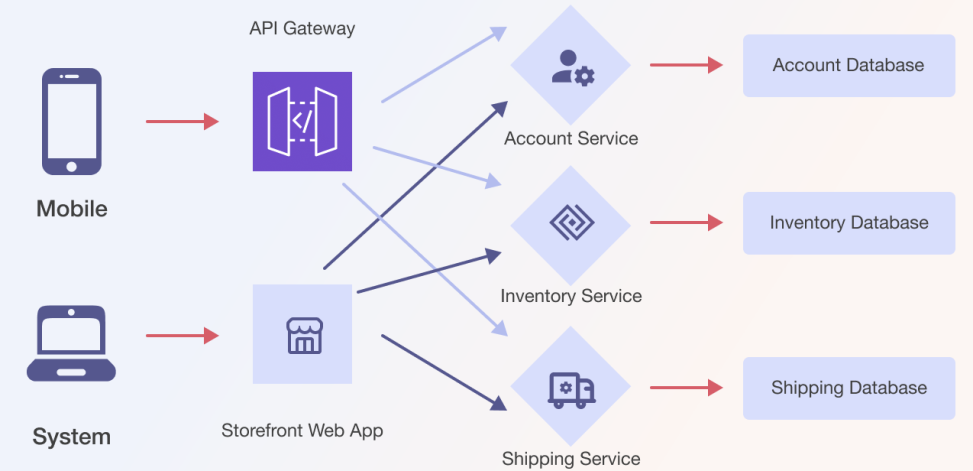 API Gateway
Mobile
Account Service
Account Database
Inventory Service
Inventory Database
System
Storefront Web App
Shipping Service
Shipping Database